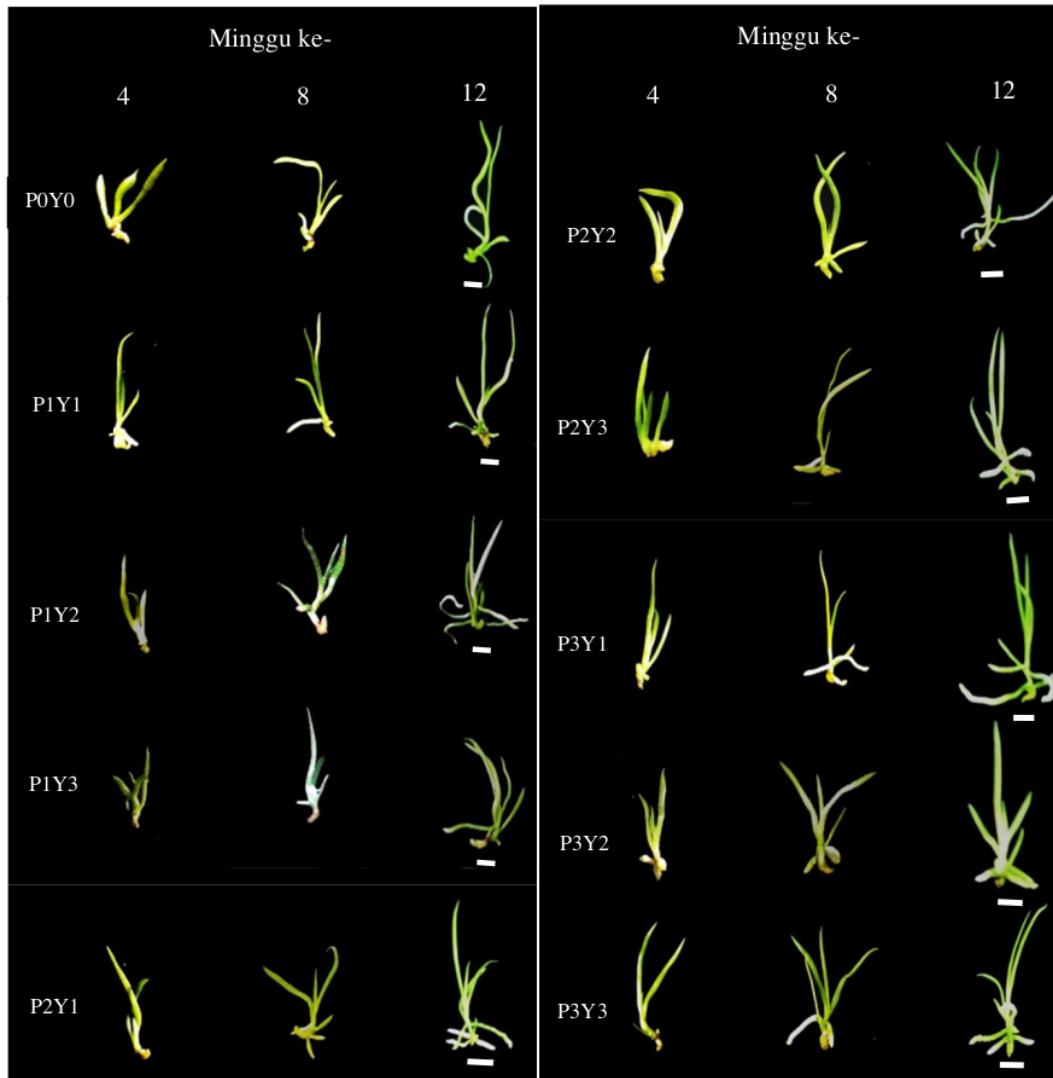 Minggu ke-
4 8 12
P0Y0
P1Y1
P1Y2
P1Y3
P2Y1
Minggu ke-
4 8 12
P2Y2
P2Y3
P3Y1
P3Y2
P3Y3